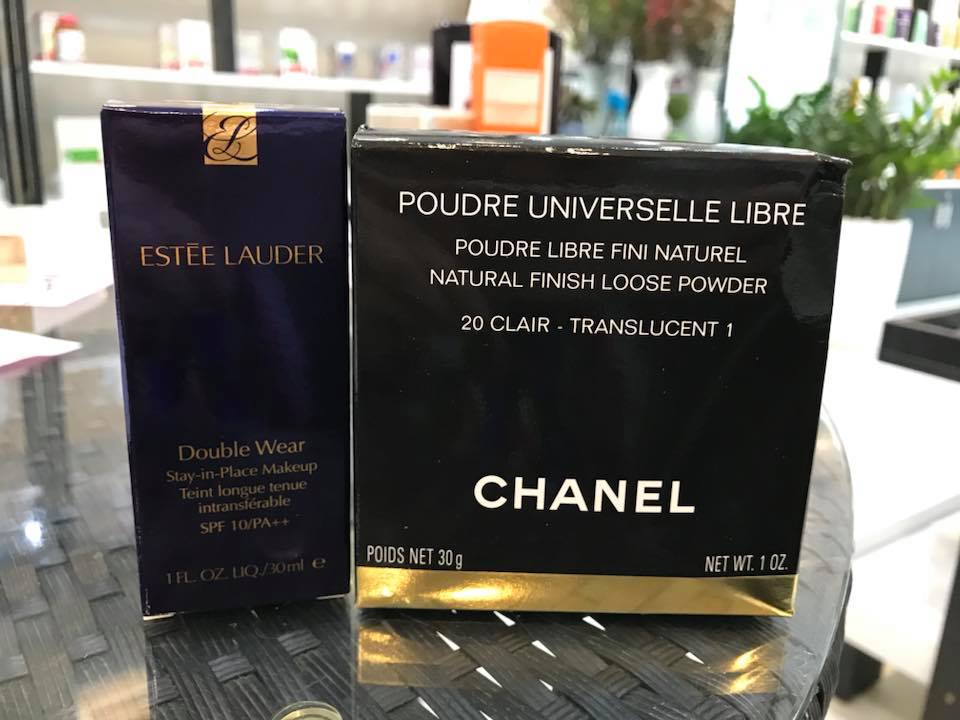 EL
ESTĒE LAUDER
Double Wear
Stay-in-Place Makeup
Teint longue tenue
intransférable
SPF 10/PA++
1 FL. OZ. LIQ./30ml e
POUDRE UNIVERSELLE LIBRE
POUDRE LIBRE FINI NATUREL
NATURAL FINISH LOOSE POWDER
20 CLAIR - TRANSLUCENT 1
CHANEL
POIDS NET 30 g
NET WT. 1 OZ.